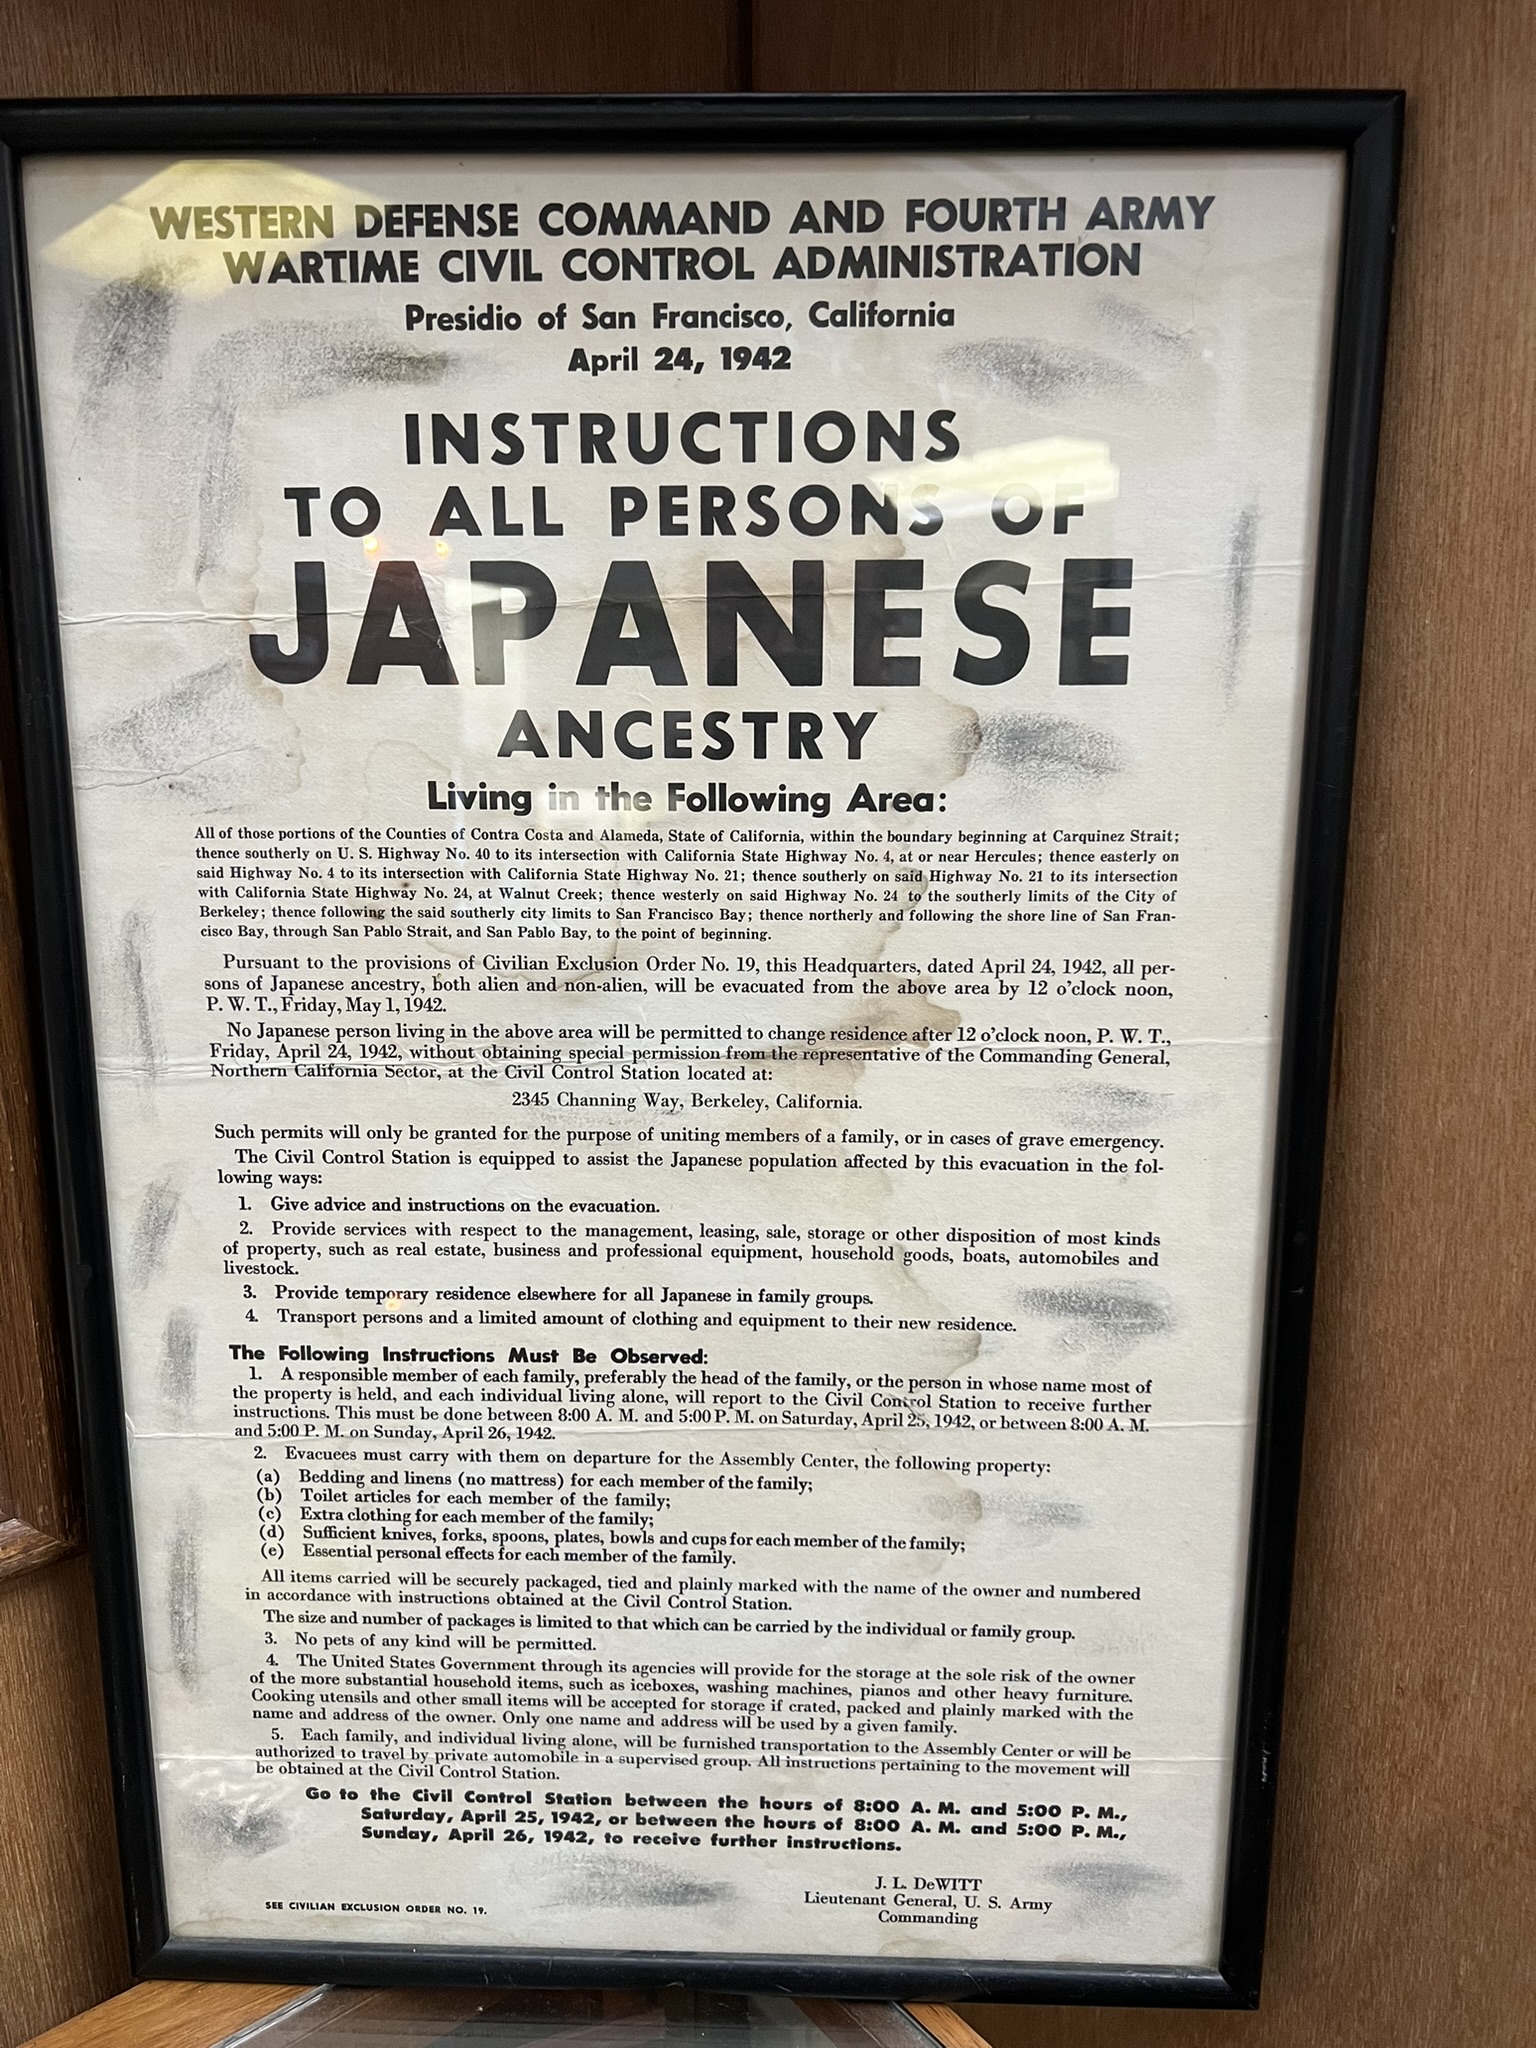 WESTERN DEFENSE COMMAND AND FOURTH ARMY
WARTIME CIVIL CONTROL ADMINISTRATION
Presidio of San Francisco, California
April 24, 1942
INSTRUCTIONS
TO ALL PERSONS OF
JAPANESE
ANCESTRY
Living in the Following Area:
All of those portions of the Counties of Contra Costa and Alameda, State of California, within the boundary beginning at Carquinez Strait;
thence southerly on U. S. Highway No. 40 to its intersection with California State Highway No. 4, at or near Hercules; thence easterly on
said Highway No. 4 to its intersection with California State Highway No. 21; thence southerly on said Highway No. 21 to its intersection
with California State Highway No. 24, at Walnut Creek; thence westerly on said Highway No. 24 to the southerly limits of the City of
Berkeley; thence following the said southerly city limits to San Francisco Bay; thence northerly and following the shore line of San Fran-
cisco Bay, through San Pablo Strait, and San Pablo Bay, to the point of beginning.
Pursuant to the provisions of Civilian Exclusion Order No. 19, this Headquarters, dated April 24, 1942, all per-
sons of Japanese ancestry, both alien and non-alien, will be evacuated from the above area by 12 o'clock noon,
P. W. T., Friday, May 1, 1942.
No Japanese person living in the above area will be permitted to change residence after 12 o'clock noon, P. W. T.,
Friday, April 24, 1942, without obtaining special permission from the representative of the Commanding General,
Northern California Sector, at the Civil Control Station located at:
2345 Channing Way, Berkeley, California.
Such permits will only be granted for the purpose of uniting members of a family, or in cases of grave emergency.
The Civil Control Station is equipped to assist the Japanese population affected by this evacuation in the fol-
lowing ways:
1. Give advice and instructions on the evacuation.
2. Provide services with respect to the management, leasing, sale, storage or other disposition of most kinds
of property, such as real estate, business and professional equipment, household goods, boats, automobiles and
livestock.
3. Provide temporary residence elsewhere for all Japanese in family groups.
4. Transport persons and a limited amount of clothing and equipment to their new residence.
The Following Instructions Must Be Observed:
1. A responsible member of each family, preferably the head of the family, or the person in whose name most of
the property is held, and each individual living alone, will report to the Civil Control Station to receive further
instructions. This must be done between 8:00 A. M. and 5:00 P. M. on Saturday, April 25, 1942, or between 8:00 A. M.
and 5:00 P. M. on Sunday, April 26, 1942.
2. Evacuees must carry with them on departure for the Assembly Center, the following property:
(a) Bedding and linens (no mattress) for each member of the family;
(b) Toilet articles for each member of the family;
(c) Extra clothing for each member of the family;
(d) Sufficient knives, forks, spoons, plates, bowls and cups for each member of the family;
(e) Essential personal effects for each member of the family.
All items carried will be securely packaged, tied and plainly marked with the name of the owner and numbered
in accordance with instructions obtained at the Civil Control Station.
The size and number of packages is limited to that which can be carried by the individual or family group.
3. No pets of any kind will be permitted.
4. The United States Government through its agencies will provide for the storage at the sole risk of the owner
of the more substantial household items, such as iceboxes, washing machines, pianos and other heavy furniture.
Cooking utensils and other small items will be accepted for storage if crated, packed and plainly marked with the
name and address of the owner. Only one name and address will be used by a given family.
5. Each family, and individual living alone, will be furnished transportation to the Assembly Center or will be
authorized to travel by private automobile in a supervised group. All instructions pertaining to the movement will
be obtained at the Civil Control Station.
Go to the Civil Control Station between the hours of 8:00 A. M. and 5:00 P. M.,
Saturday, April 25, 1942, or between the hours of 8:00 A. M. and 5:00 P. M.,
Sunday, April 26, 1942, to receive further instructions.
J. L. DeWITT
Lieutenant General, U. S. Army
Commanding
SEE CIVILIAN EXCLUSION ORDER NO. 19.